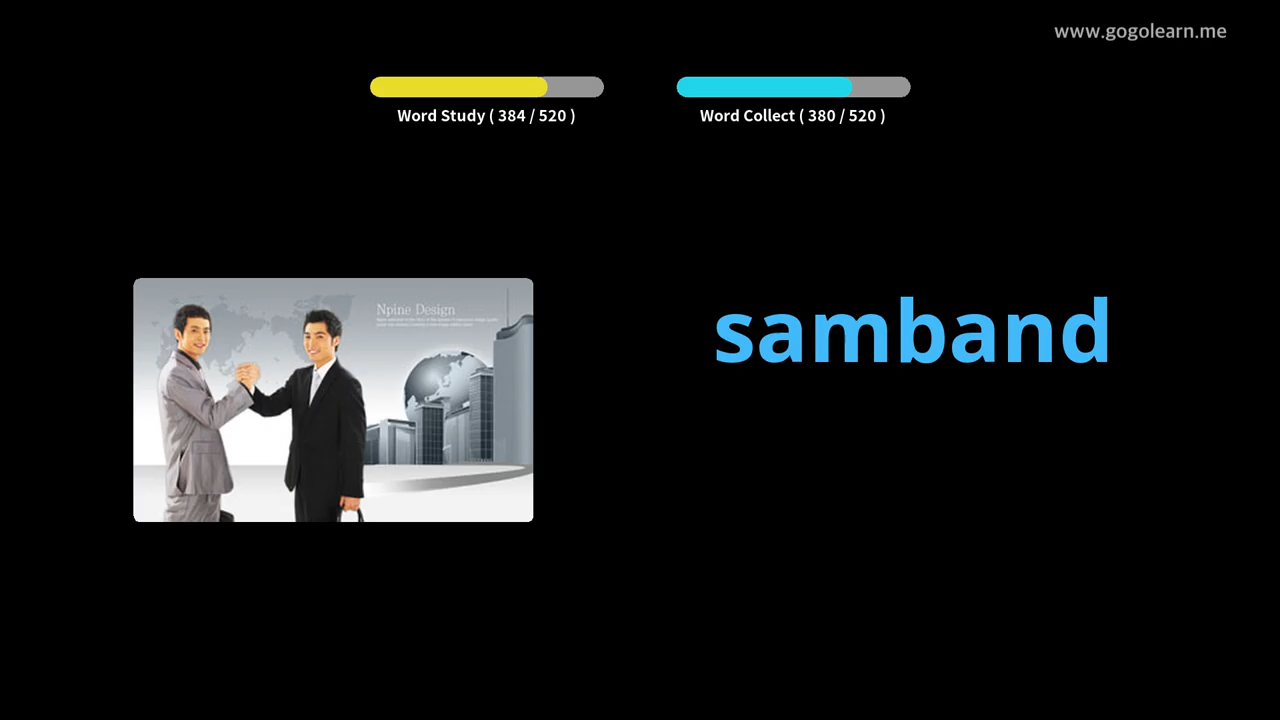 www.gogolearn.me
Word Study ( 384 / 520 )
Word Collect ( 380 / 520 )
Npine Design
samband